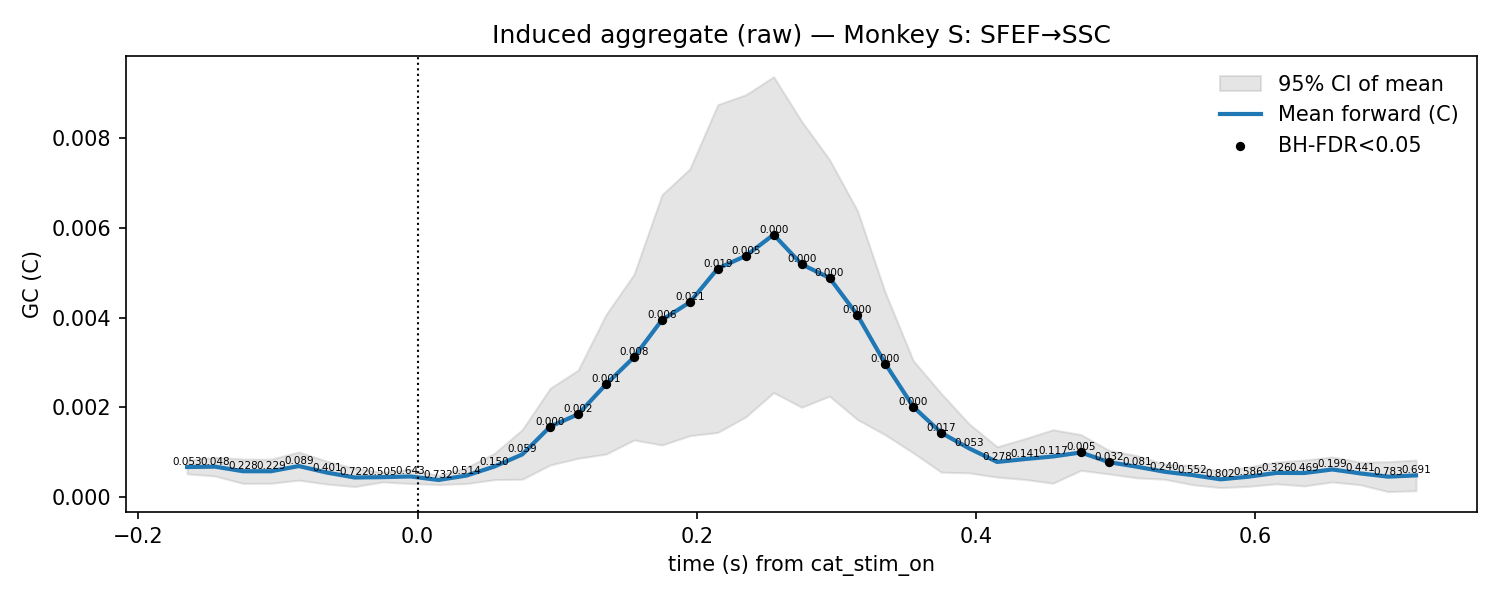 Induced aggregate (raw) — Monkey S: SFEF→SSC
95% CI of mean
Mean forward (C)
BH-FDR<0.05
GC (C)
0.008
0.006
0.004
0.002
0.000
0.053 0.048 0.228 0.229 0.089 0.401 0.722 0.505 0.643 0.732 0.514 0.150 0.059 0.000 0.002 0.001 0.008 0.006 0.021 0.019 0.005 0.000 0.000 0.000 0.000 0.000 0.000 0.017 0.053 0.278 0.141 0.117 0.005 0.032 0.081 0.240 0.552 0.802 0.586 0.326 0.469 0.199 0.441 0.783 0.691
−0.2 0.0 0.2 0.4 0.6
time (s) from cat_stim_on